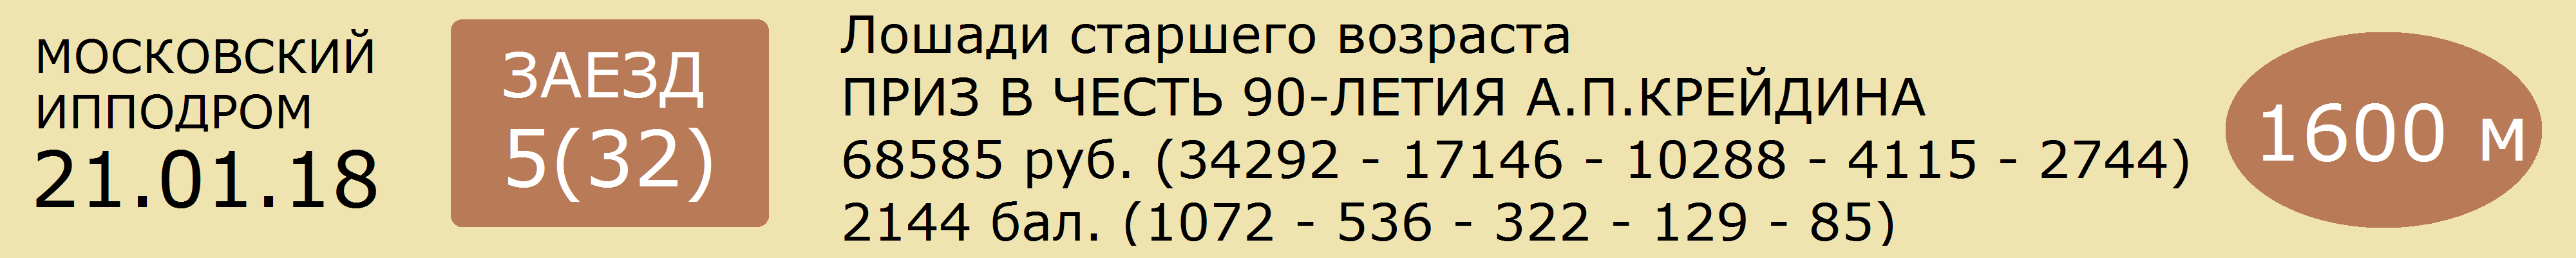 МОСКОВСКИЙ
ИППОДРОМ
21.01.18
ЗАЕЗД
5(32)
Лошади старшего возраста
ПРИЗ В ЧЕСТЬ 90-ЛЕТИЯ А.П.КРЕЙДИНА
68585 руб. (34292 - 17146 - 10288 - 4115 - 2744)
2144 бал. (1072 - 536 - 322 - 129 - 85)
1600 м